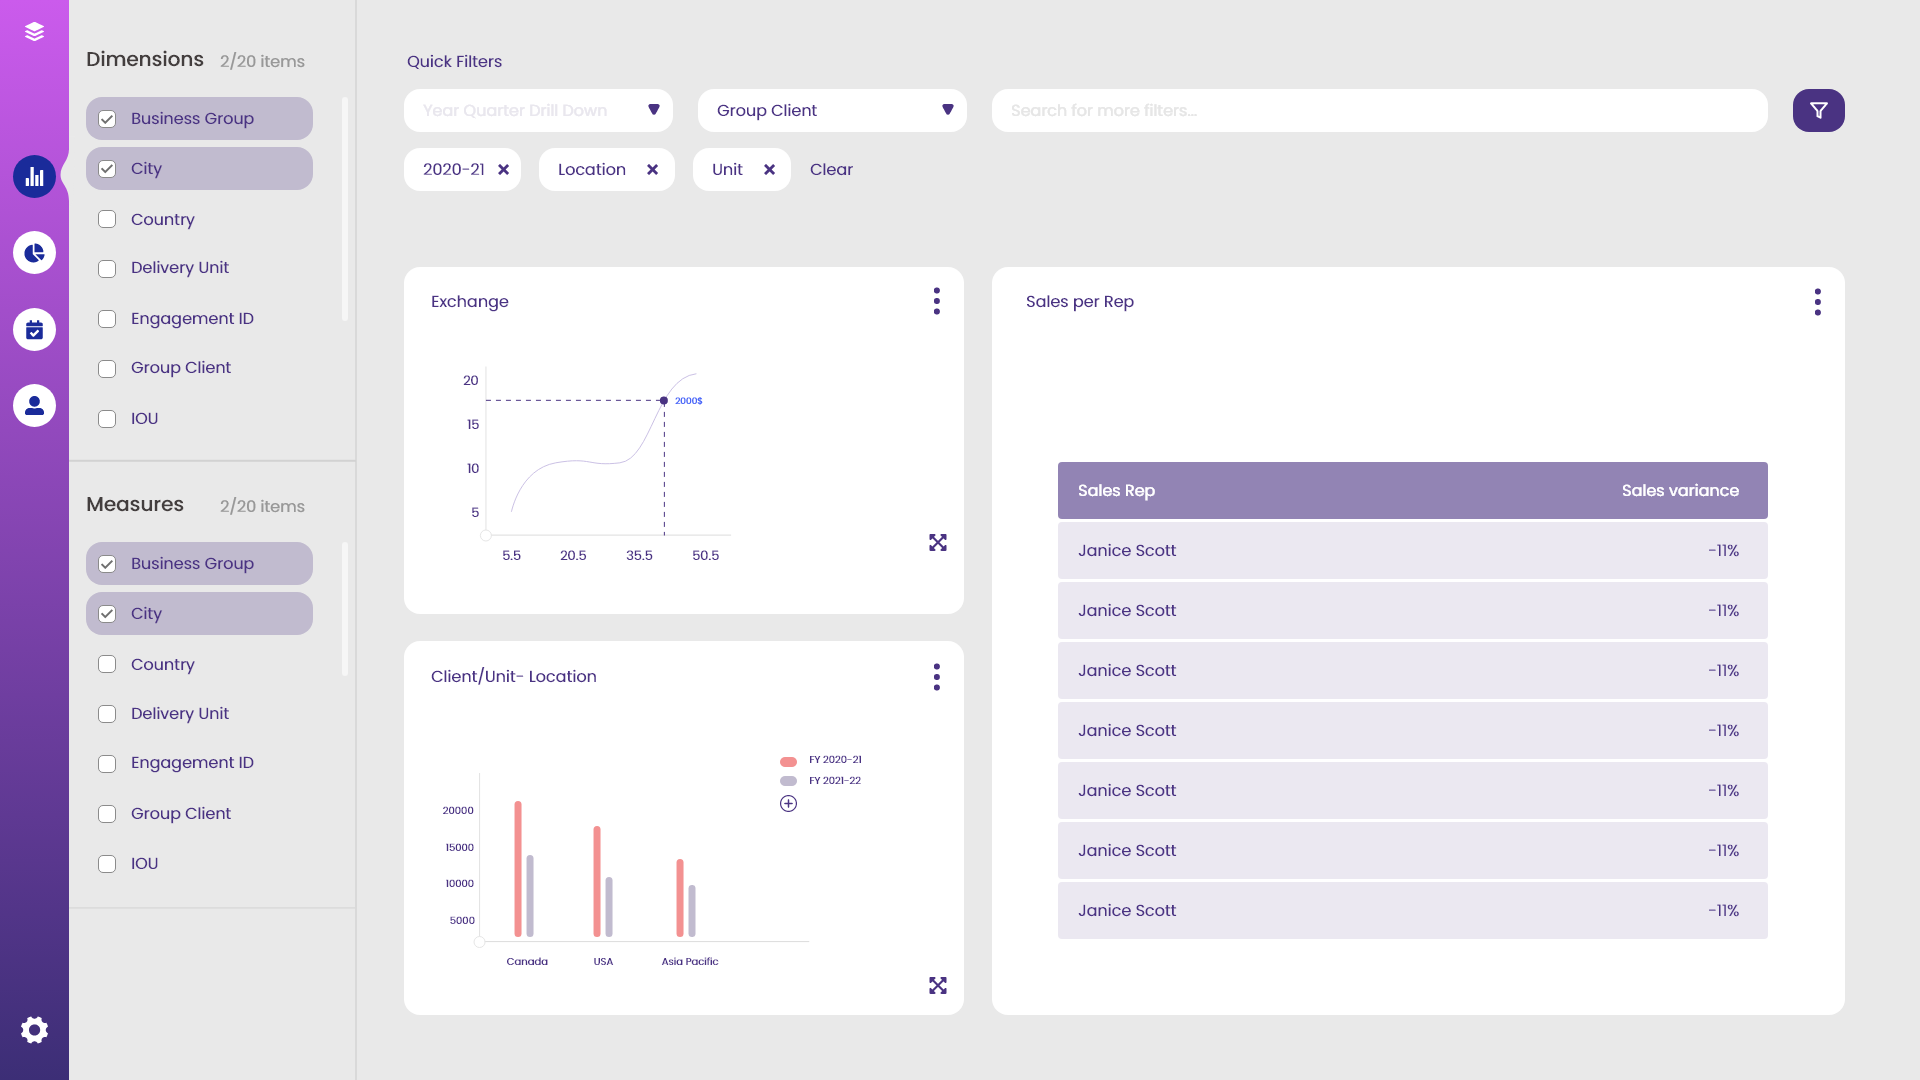 Dimensions 2/20 items
Business Group
City
Country
Delivery Unit
Engagement ID
Group Client
IOU
Measures 2/20 items
Business Group
City
Country
Delivery Unit
Engagement ID
Group Client
IOU
Quick Filters
Year Quarter Drill Down
Group Client
Search for more filters...
2020-21
Location
Unit
Clear
Exchange
20
15
10
5
2000$
5.5 20.5 35.5 50.5
Client/Unit- Location
FY 2020-21
FY 2021-22
20000
15000
10000
5000
Canada USA Asia Pacific
Sales per Rep
Sales Rep Sales variance
Janice Scott -11%
Janice Scott -11%
Janice Scott -11%
Janice Scott -11%
Janice Scott -11%
Janice Scott -11%
Janice Scott -11%